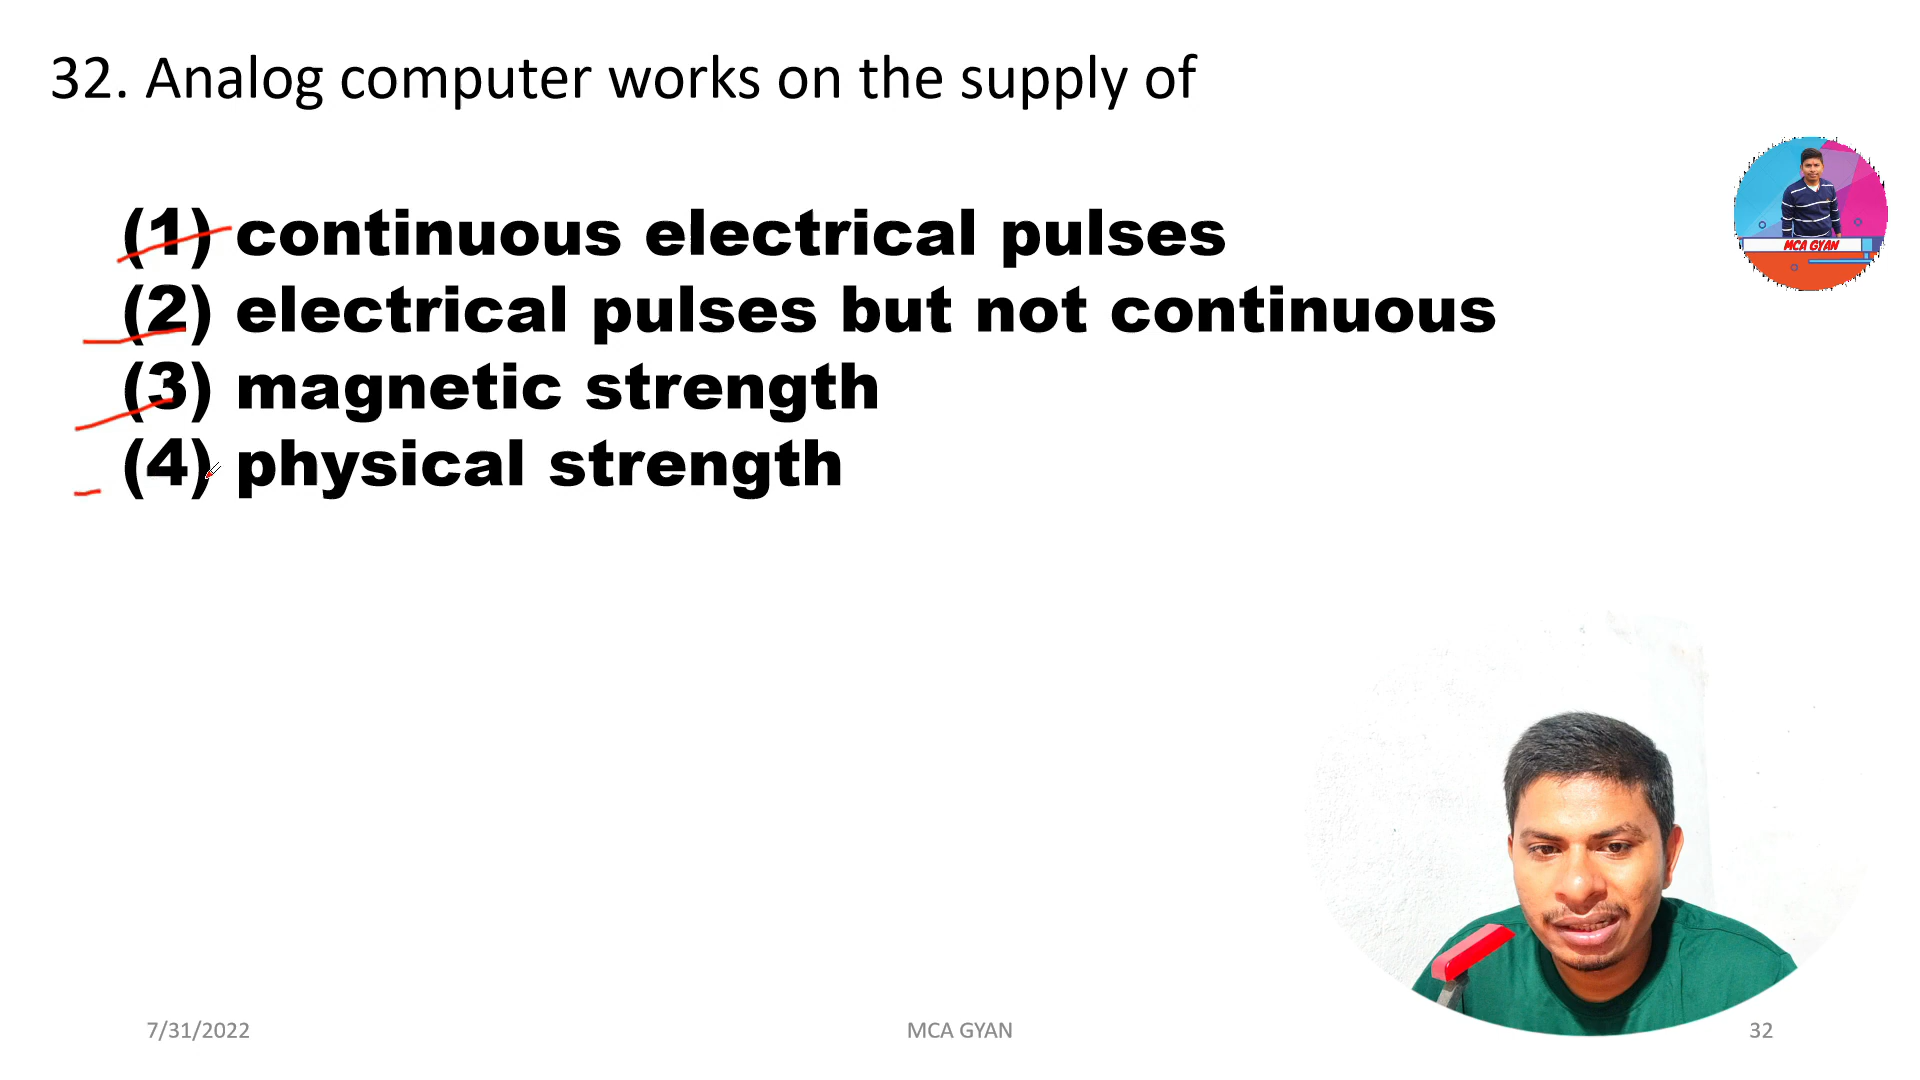 32. Analog computer works on the supply of
(1) continuous electrical pulses
(2) electrical pulses but not continuous
(3) magnetic strength
(4) physical strength
MCA GYAN
7/31/2022
MCA GYAN
32